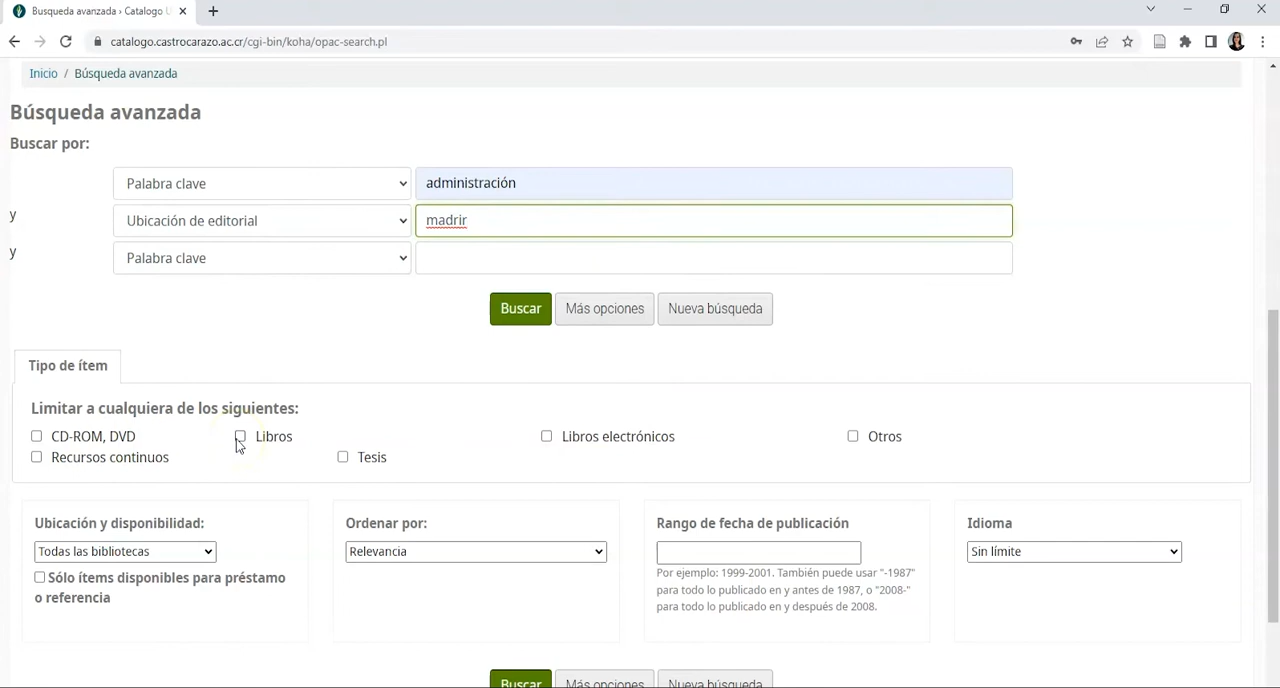 Busqueda avanzada › Catalogo U
catalogo.castrocarazo.ac.cr/cgi-bin/koha/opac-search.pl
Inicio / Búsqueda avanzada
Búsqueda avanzada
Buscar por:
Palabra clave administración
y Ubicación de editorial madrir
y Palabra clave
Buscar Más opciones Nueva búsqueda
Tipo de ítem
Limitar a cualquiera de los siguientes:
CD-ROM, DVD Libros Libros electrónicos Otros
Recursos continuos Tesis
Ubicación y disponibilidad: Ordenar por: Rango de fecha de publicación Idioma
Todas las bibliotecas Relevancia Sin límite
Sólo ítems disponibles para préstamo
o referencia
Por ejemplo: 1999-2001. También puede usar "-1987"
para todo lo publicado en y antes de 1987, o "2008-"
para todo lo publicado en y después de 2008.
Buscar Más opciones Nueva búsqueda